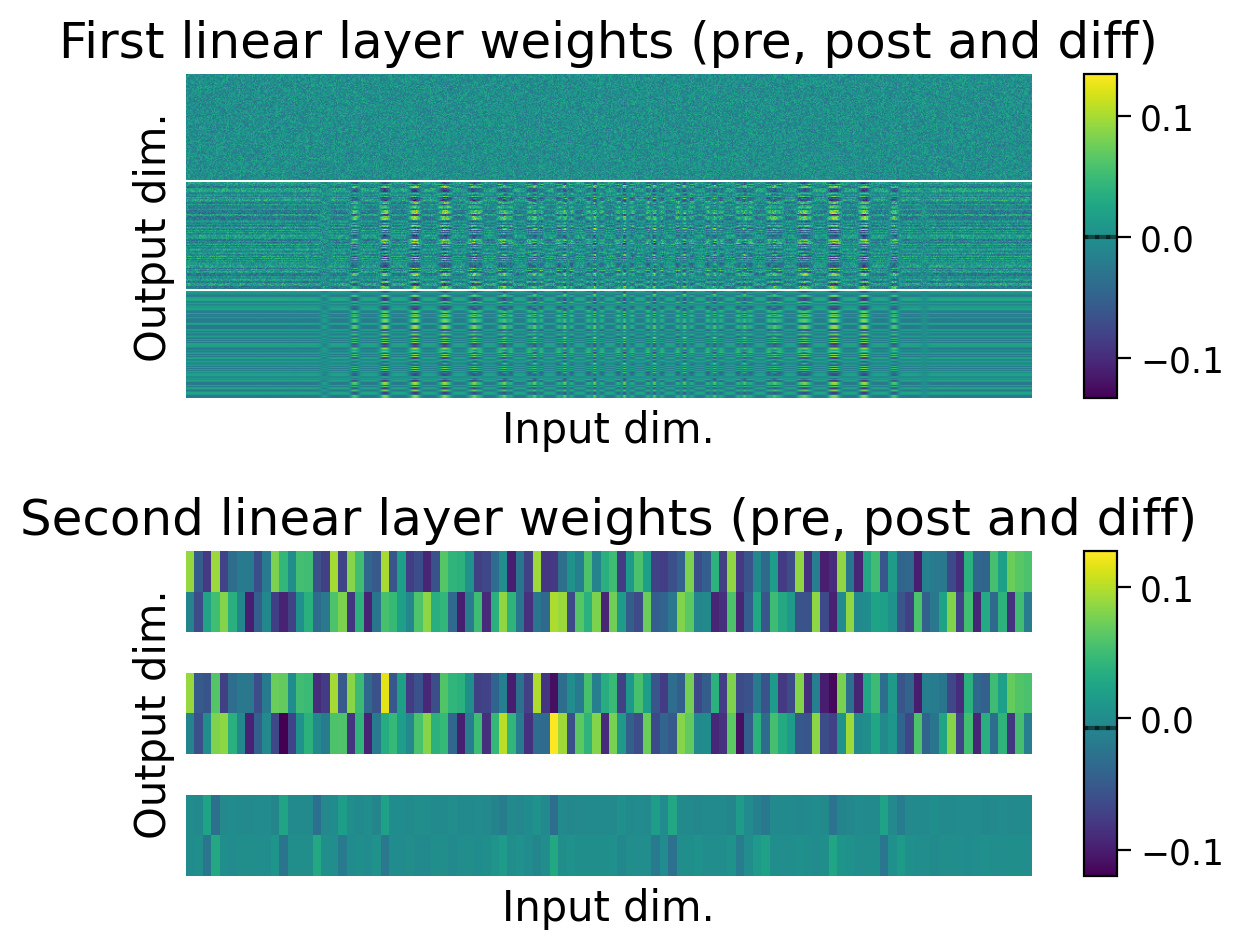 First linear layer weights (pre, post and diff)
Output dim.
0.1
0.0
−0.1
Input dim.
Second linear layer weights (pre, post and diff)
Output dim.
0.1
0.0
−0.1
Input dim.